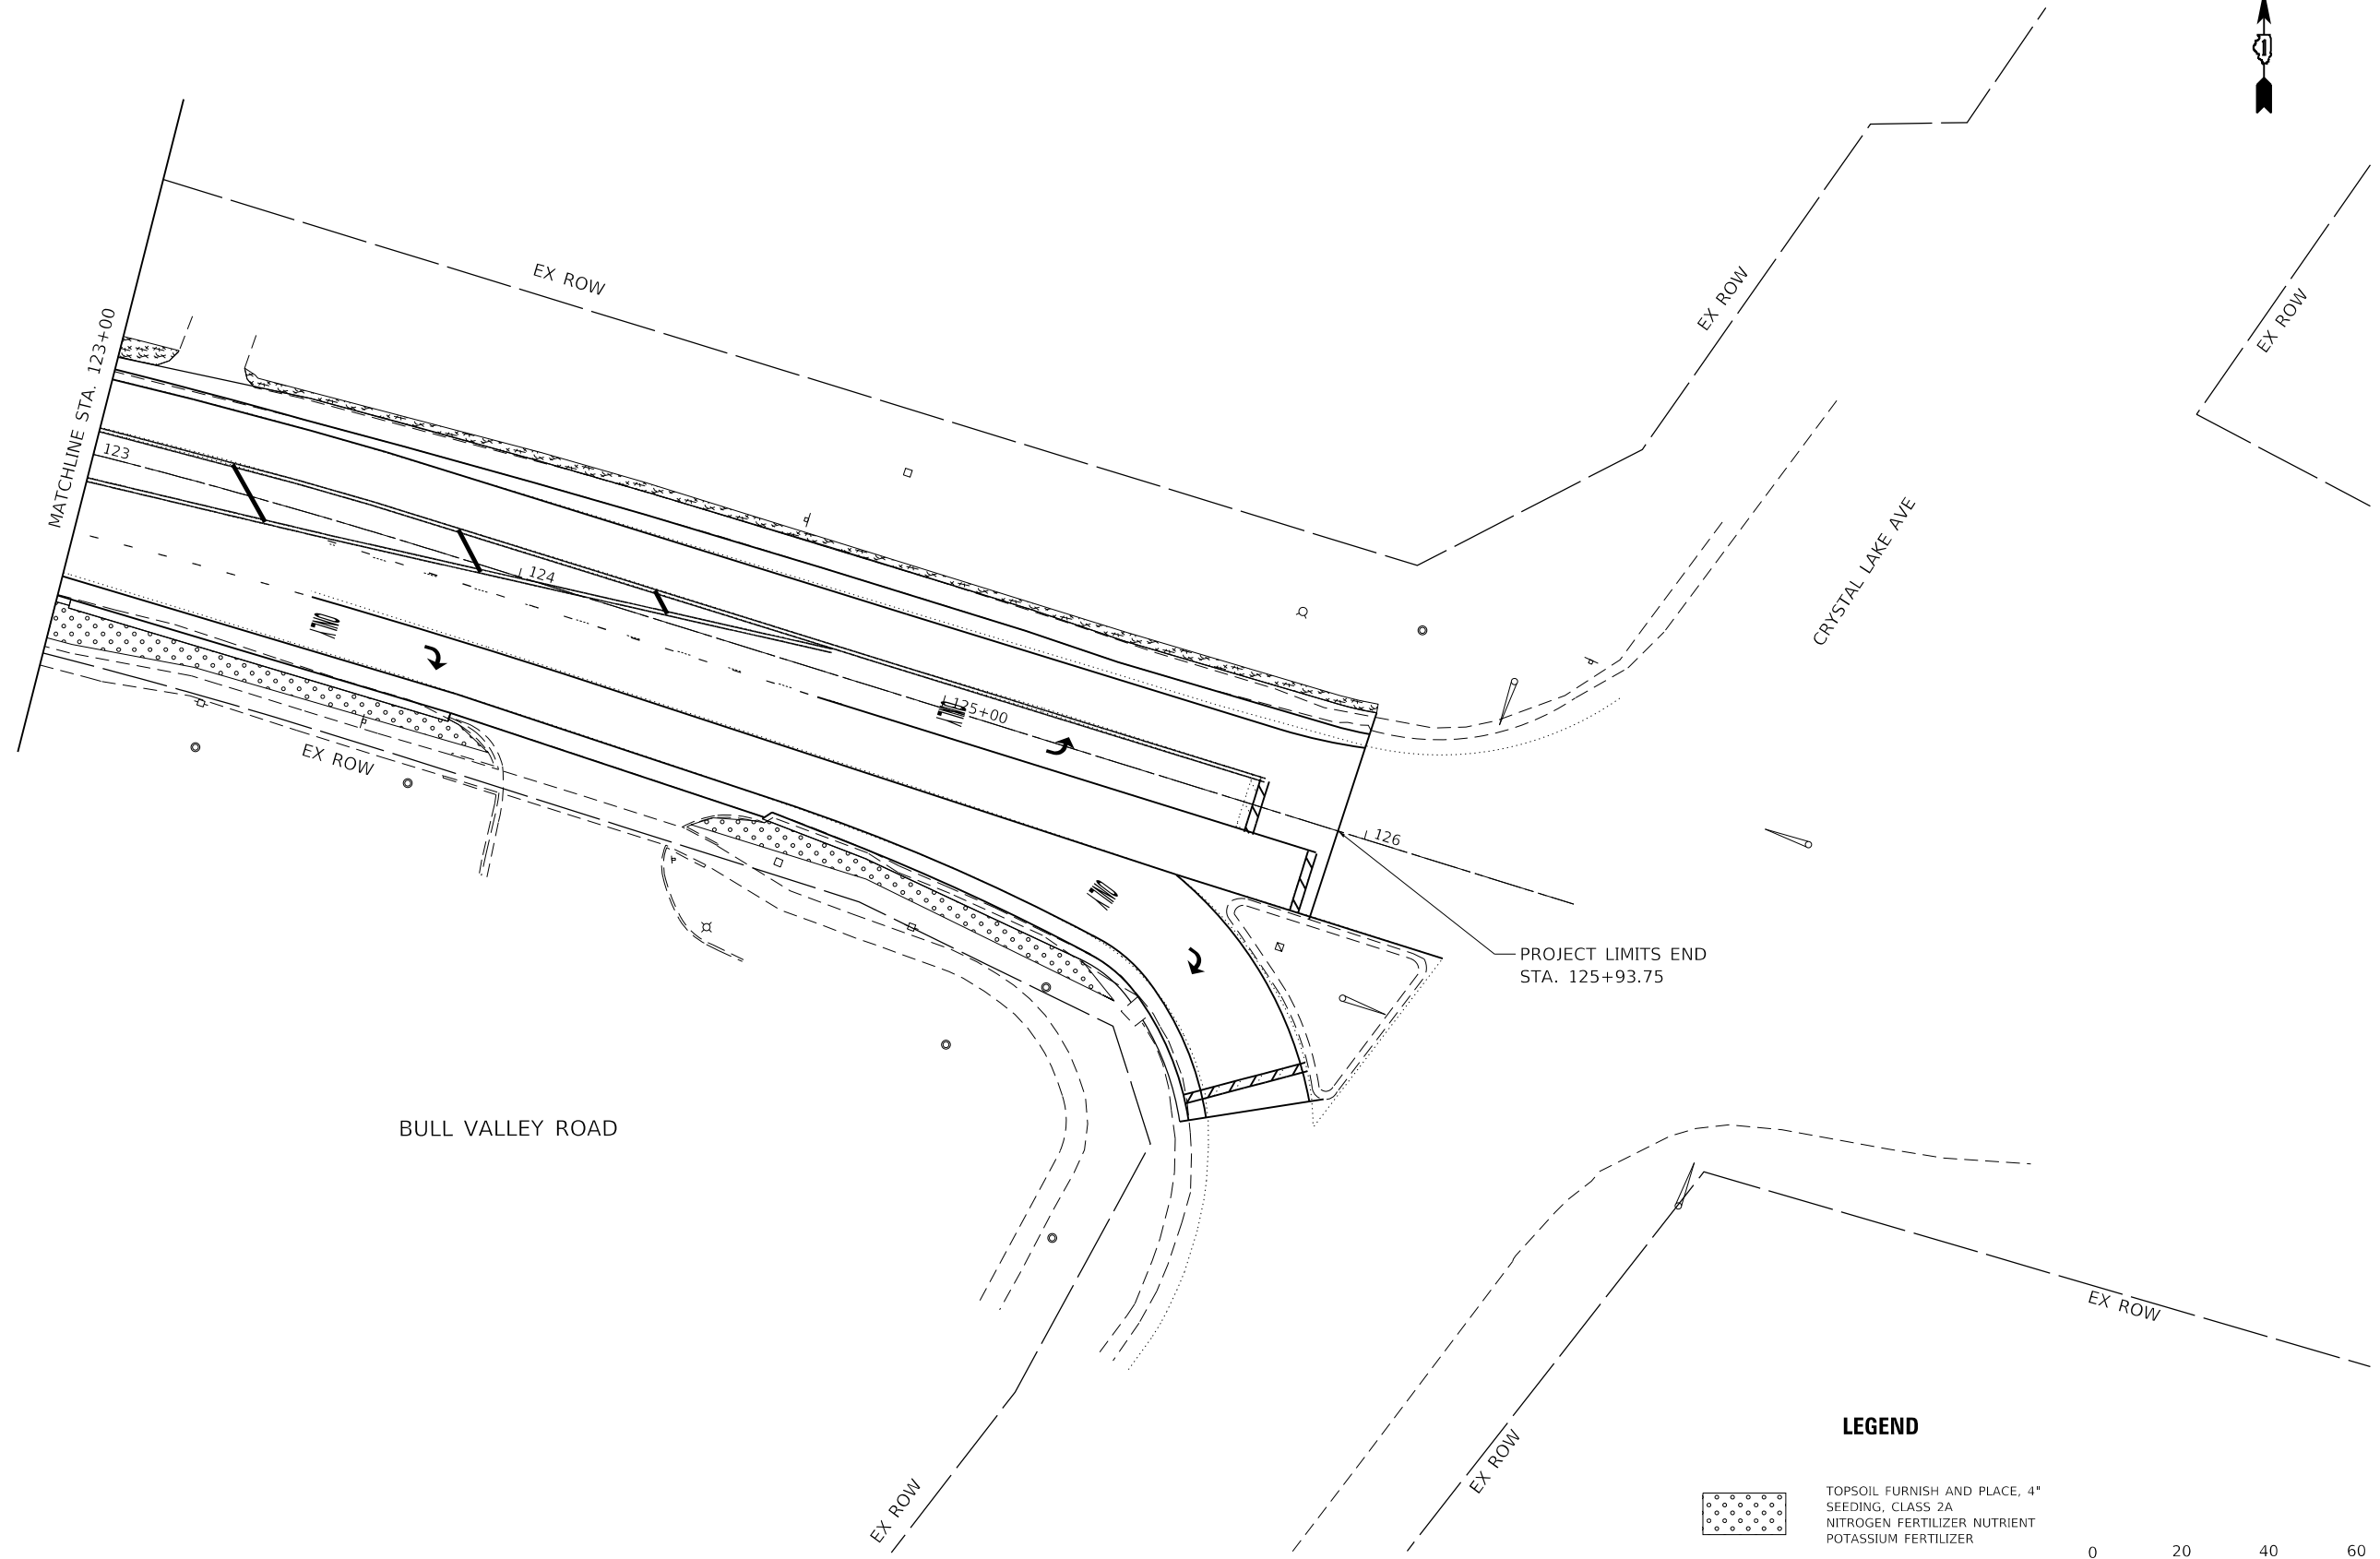 EX ROW
EX ROW
EX ROW
MATCHLINE STA. 123+00
123
124
CRYSTAL LAKE AVE
125+00
EX ROW
126
PROJECT LIMITS END
STA. 125+93.75
BULL VALLEY ROAD
EX ROW
EX ROW
EX ROW
LEGEND
TOPSOIL FURNISH AND PLACE, 4"
SEEDING, CLASS 2A
NITROGEN FERTILIZER NUTRIENT
POTASSIUM FERTILIZER
0 20 40 60